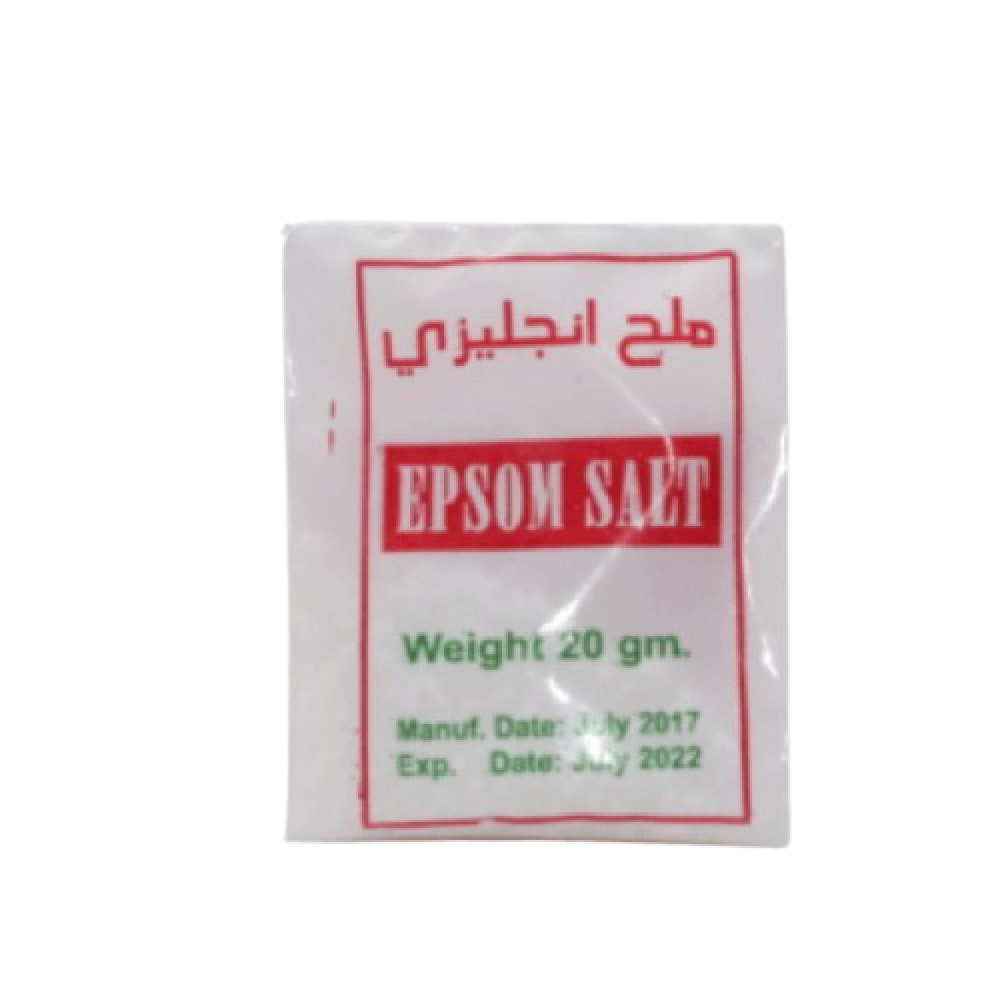 ملح انجليزي
EPSOM SALT
Weight 20 gm.
Manuf. Date: July 2017
Exp. Date: July 2022